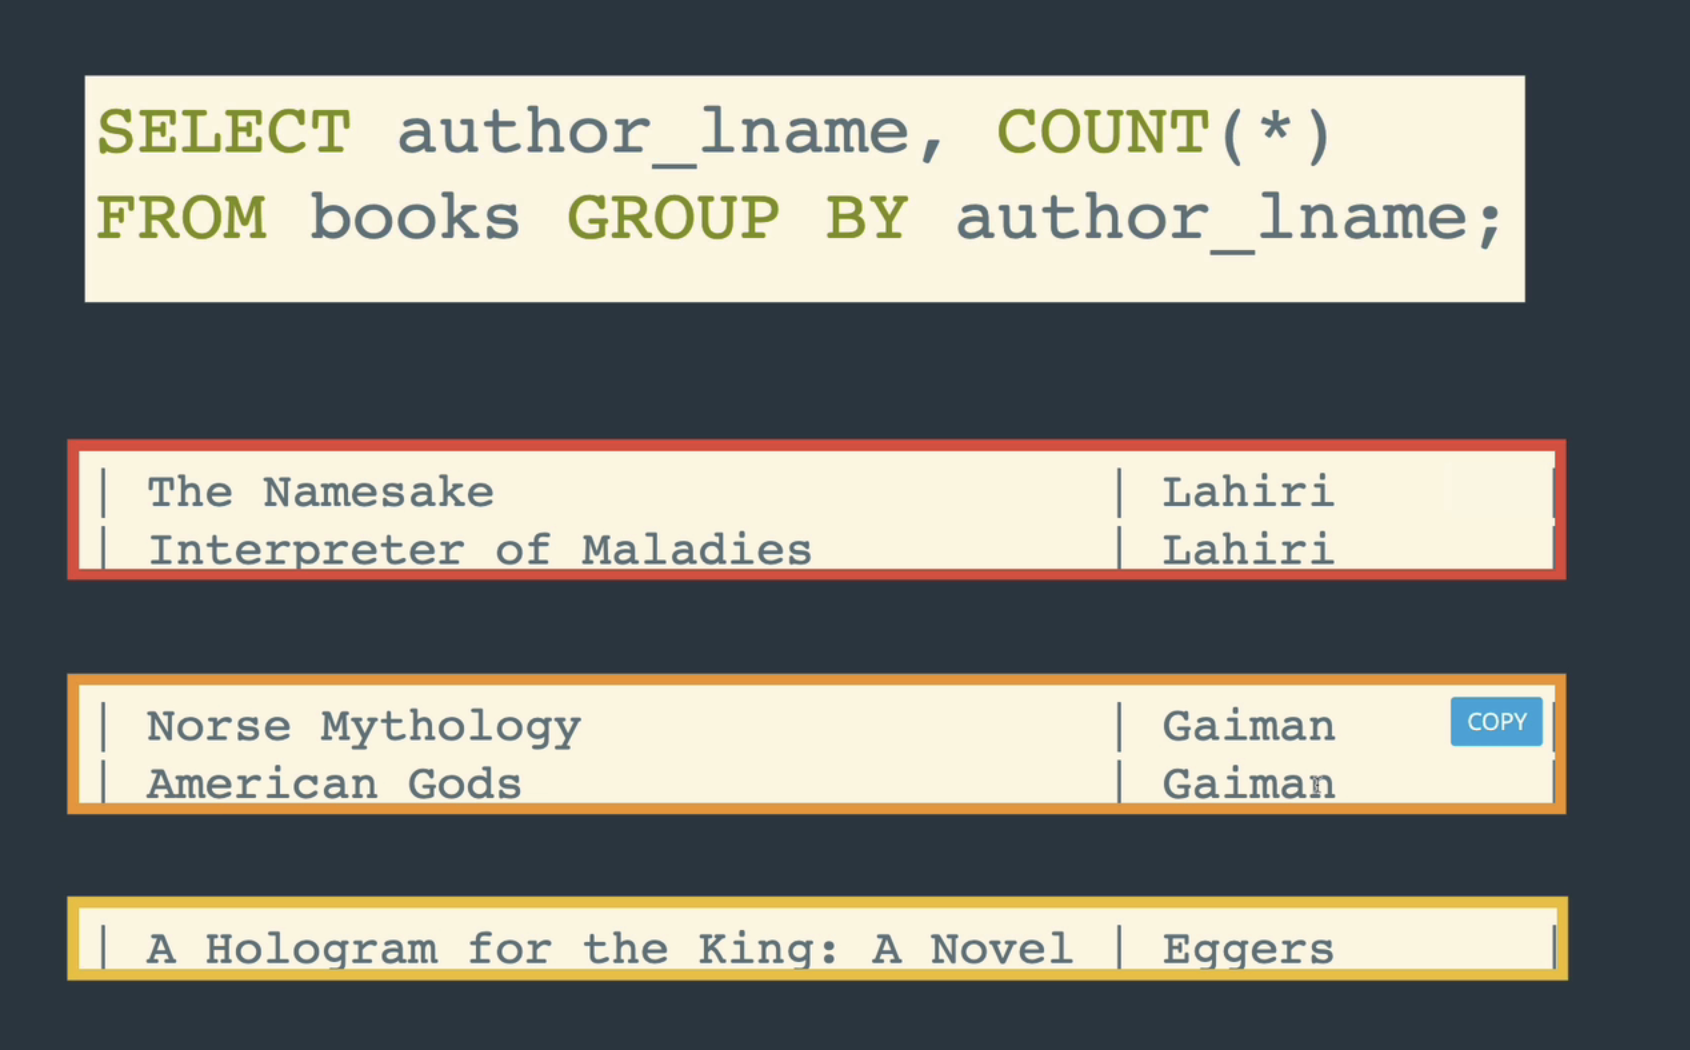 SELECT author_lname, COUNT(*)
FROM books GROUP BY author_lname;
| The Namesake | Lahiri |
| Interpreter of Maladies | Lahiri |
| Norse Mythology | Gaiman COPY |
| American Gods | Gaiman |
| A Hologram for the King: A Novel | Eggers |